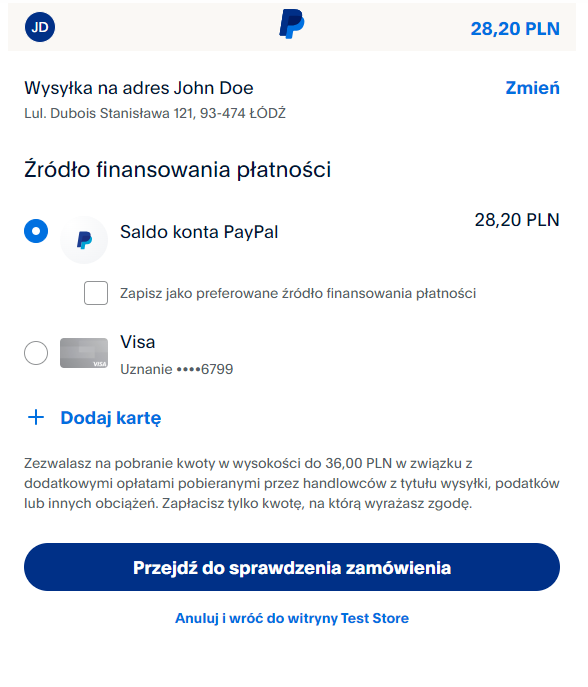 JD
28,20 PLN
Wysyłka na adres John Doe
Zmień
Lul. Dubois Stanisława 121, 93-474 ŁÓDŹ
Źródło finansowania płatności
Saldo konta PayPal
28,20 PLN
Zapisz jako preferowane źródło finansowania płatności
Visa
VISA
Uznanie ••••6799
+ Dodaj kartę
Zezwalasz na pobranie kwoty w wysokości do 36,00 PLN w związku z
dodatkowymi opłatami pobieranymi przez handlowców z tytułu wysyłki, podatków
lub innych obciążeń. Zapłacisz tylko kwotę, na którą wyrażasz zgodę.
Przejdź do sprawdzenia zamówienia
Anuluj i wróć do witryny Test Store